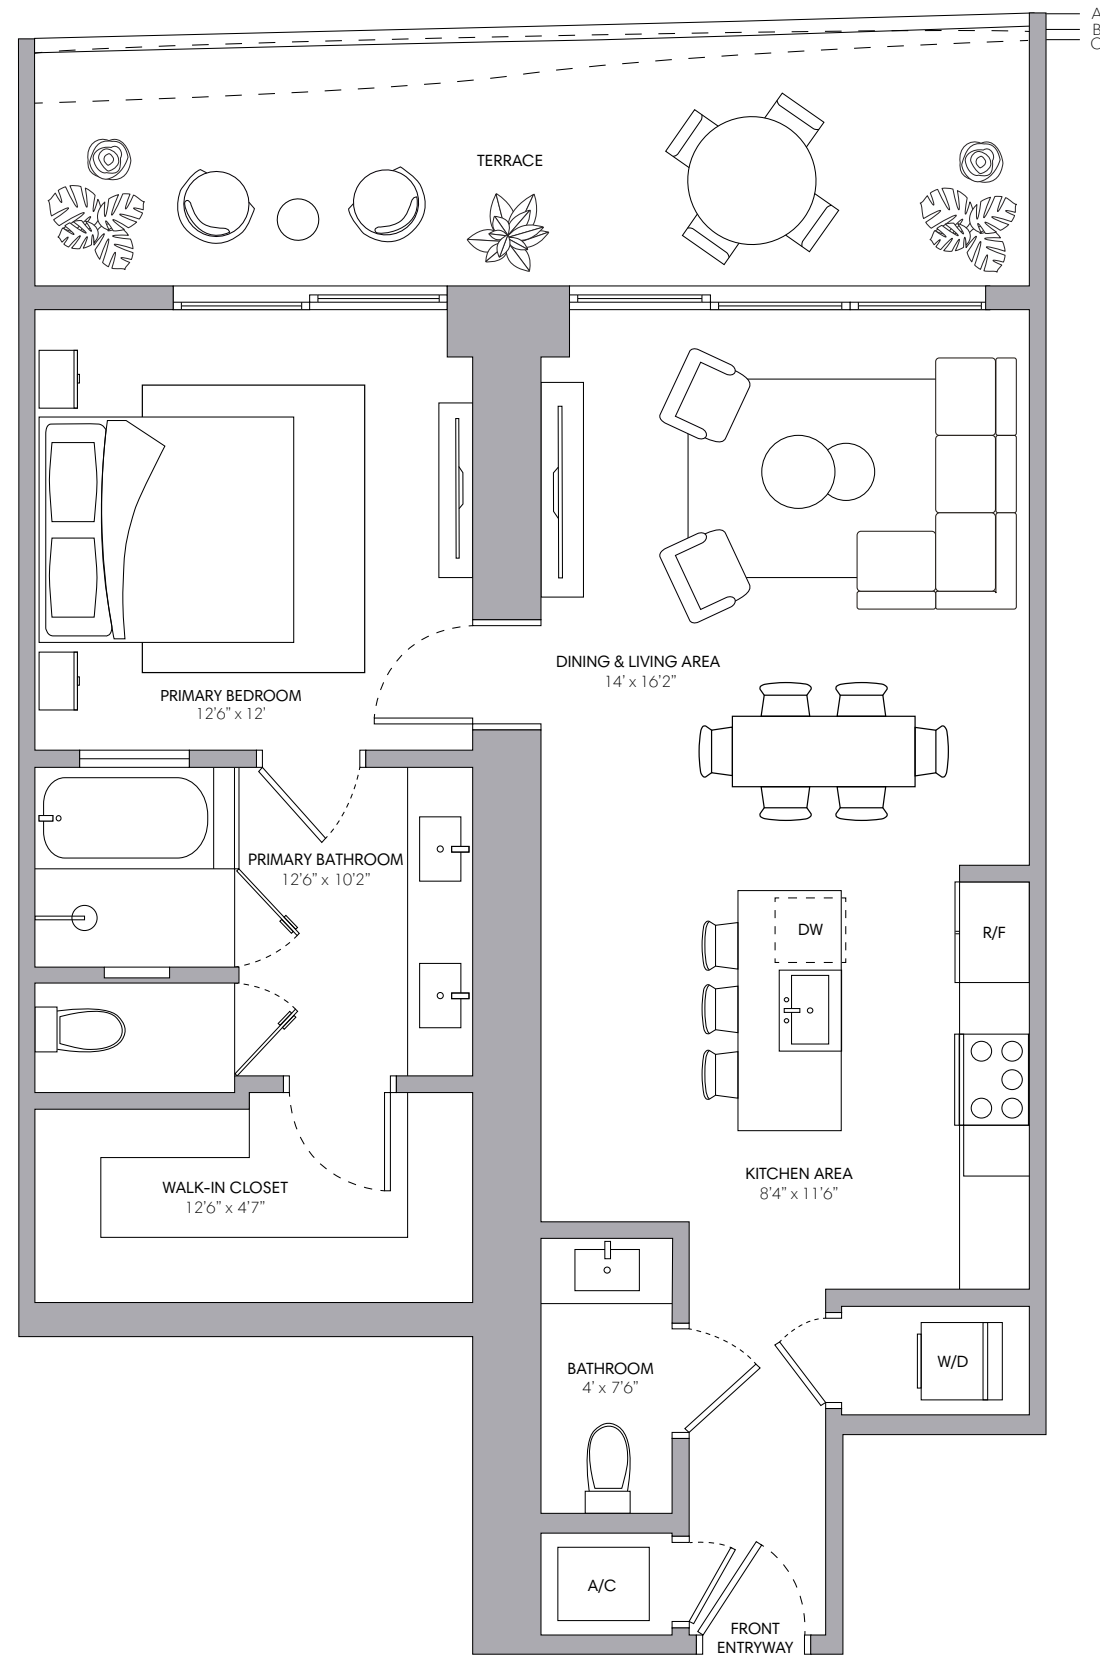 A
B
C
TERRACE
DINING & LIVING AREA
14' x 16'2"
PRIMARY BEDROOM
12'6" x 12'
PRIMARY BATHROOM
12'6" x 10'2"
DW
R/F
KITCHEN AREA
8'4" x 11'6"
WALK-IN CLOSET
12'6" x 4'7"
BATHROOM
4' x 7'6"
W/D
A/C
FRONT
ENTRYWAY